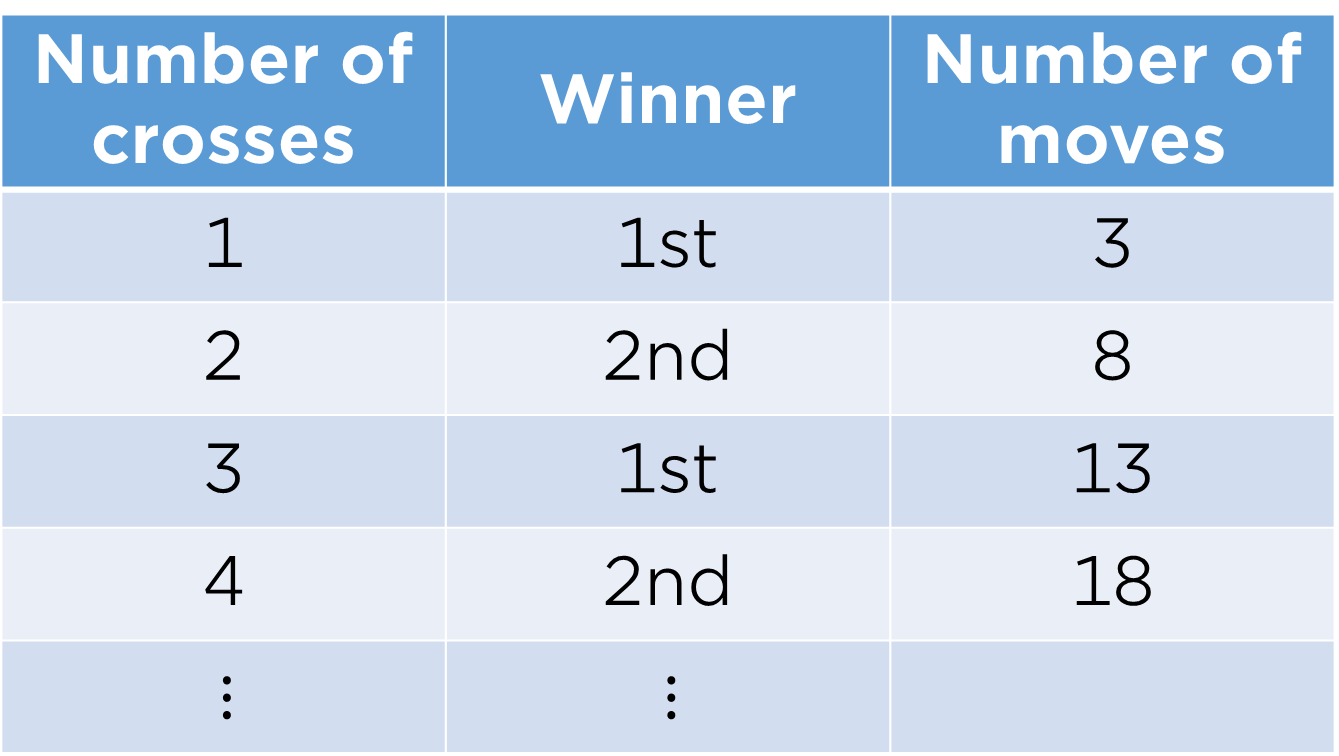 Number of crosses Winner Number of moves
1 1st 3
2 2nd 8
3 1st 13
4 2nd 18
⋮ ⋮